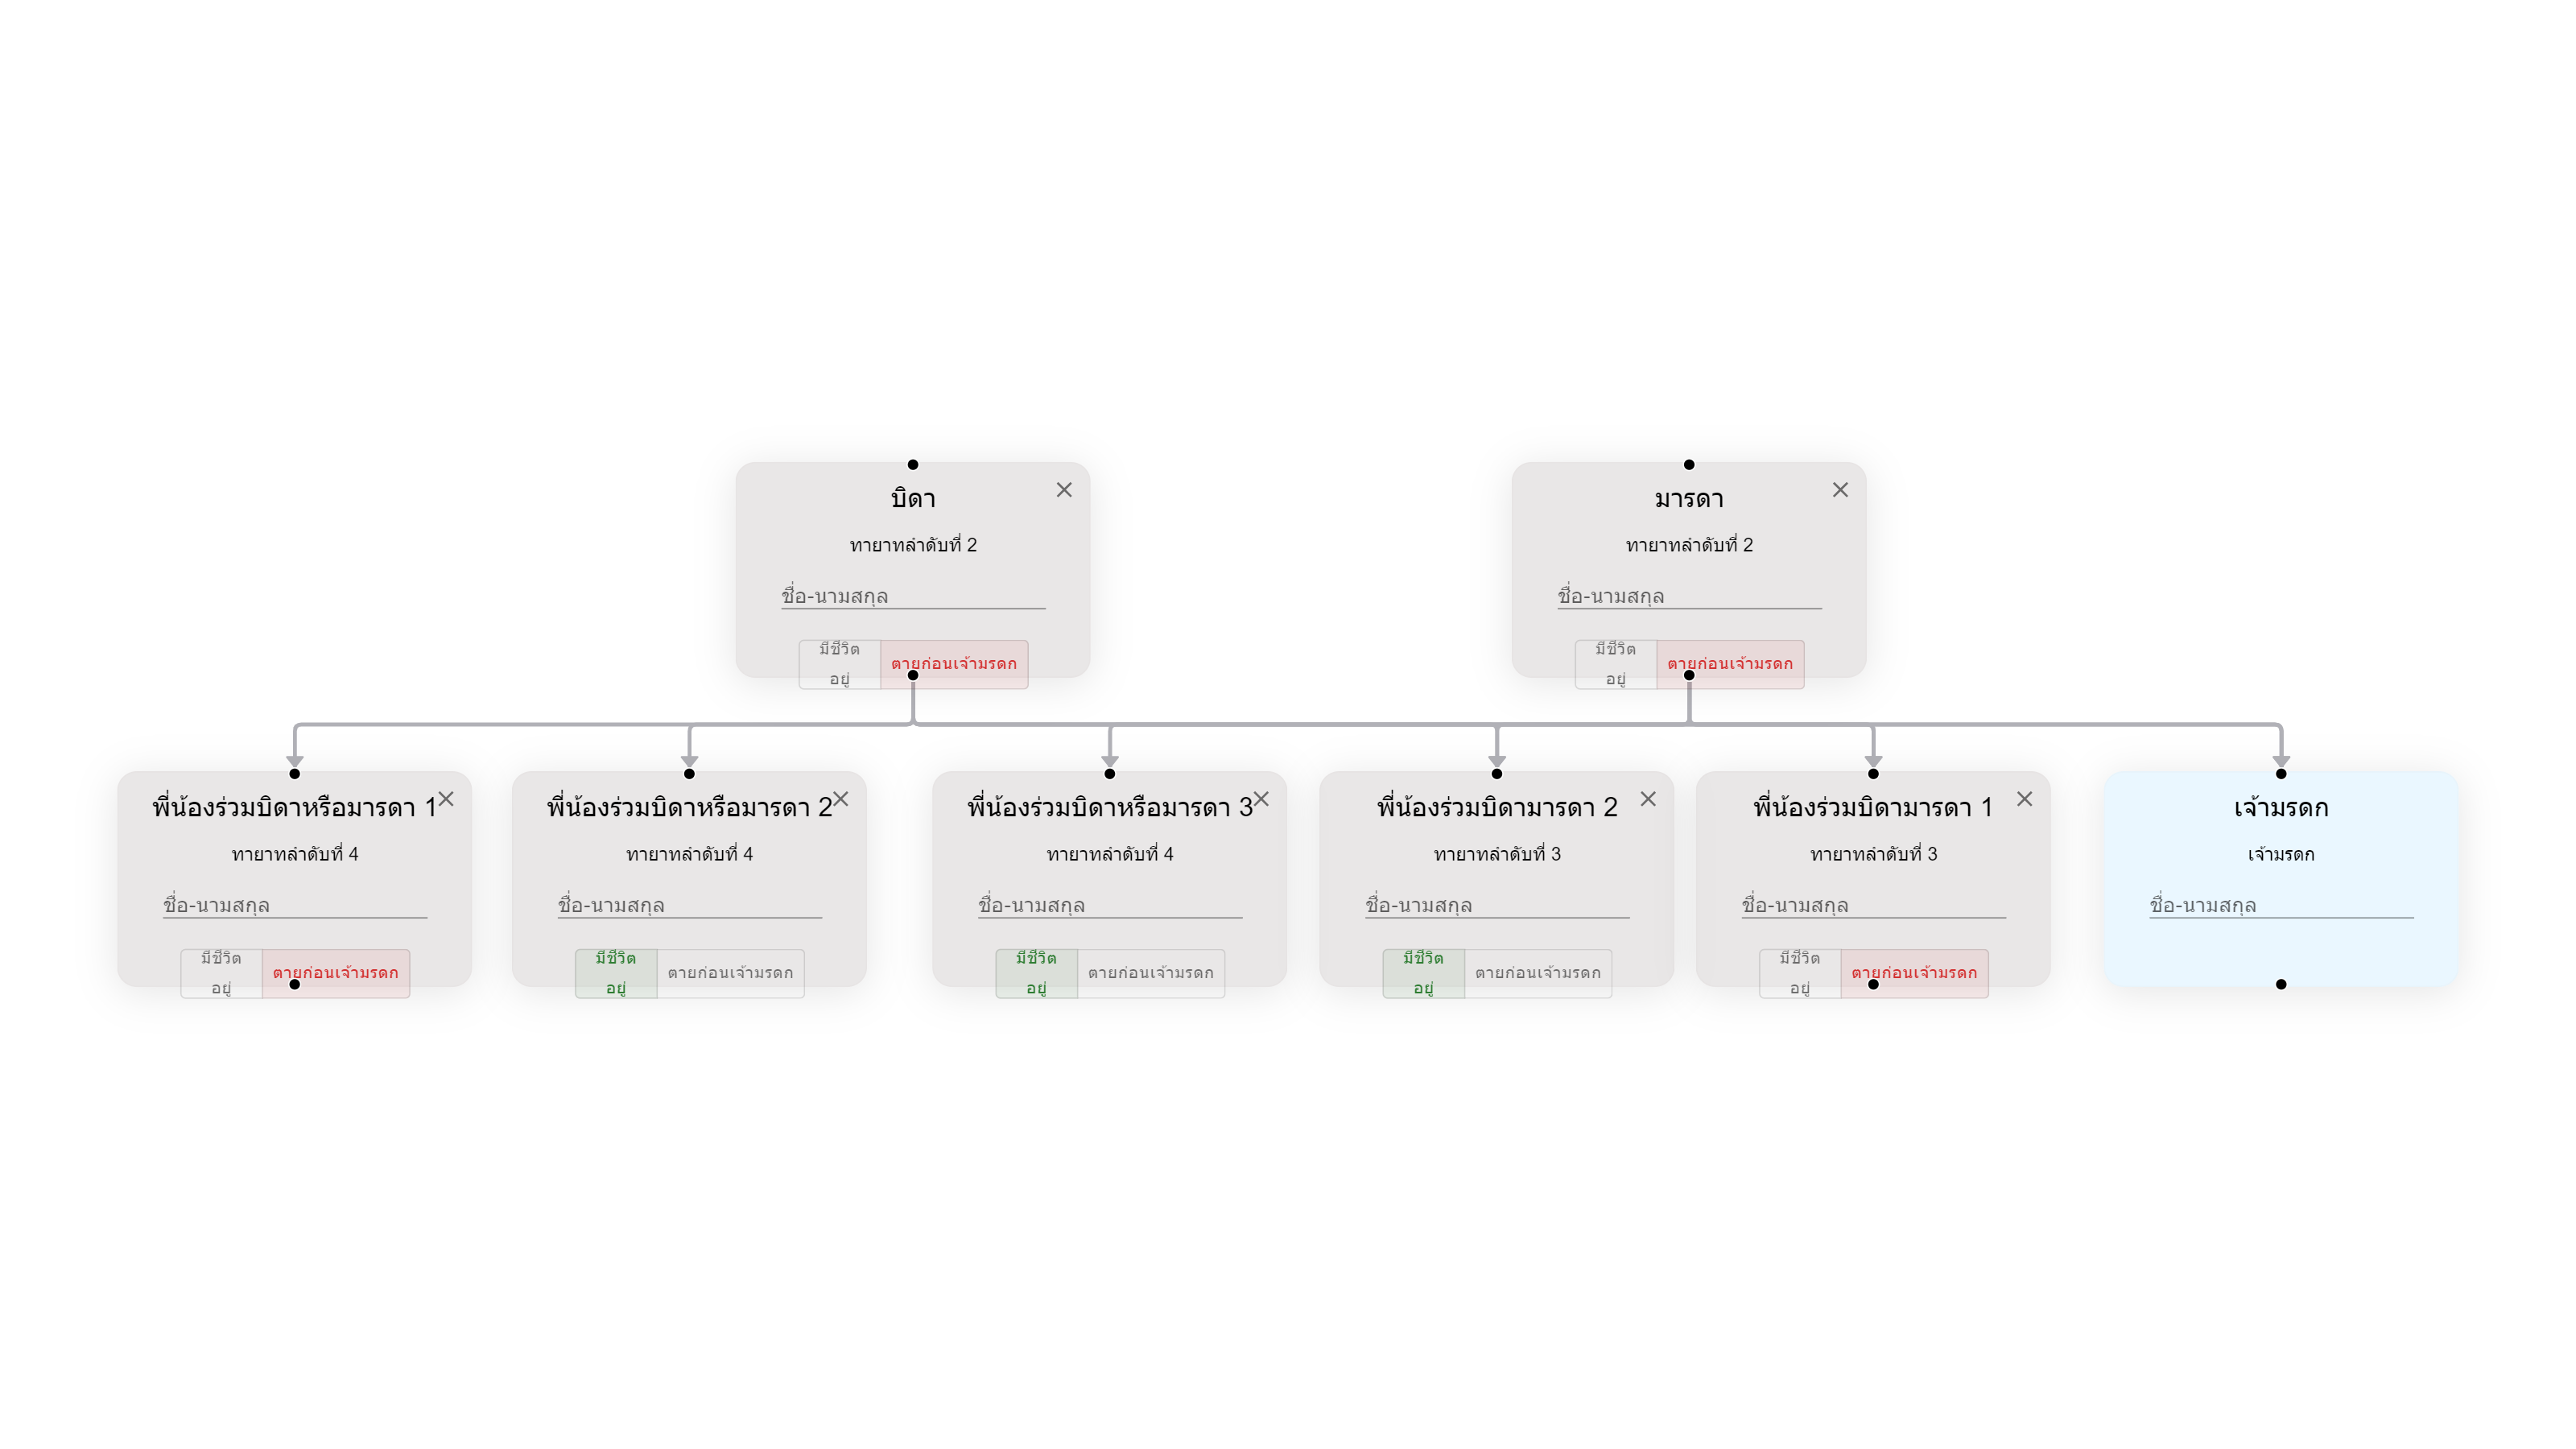 บิดา
ทายาทลำดับที่ 2
ชื่อ-นามสกุล
มีชีวิต
อยู่
ตายก่อนเจ้ามรดก
มารดา
ทายาทลำดับที่ 2
ชื่อ-นามสกุล
มีชีวิต
อยู่
ตายก่อนเจ้ามรดก
พี่น้องร่วมบิดาหรือมารดา 1
ทายาทลำดับที่ 4
ชื่อ-นามสกุล
มีชีวิต
อยู่
ตายก่อนเจ้ามรดก
พี่น้องร่วมบิดาหรือมารดา 2
ทายาทลำดับที่ 4
ชื่อ-นามสกุล
มีชีวิต
อยู่
ตายก่อนเจ้ามรดก
พี่น้องร่วมบิดาหรือมารดา 3
ทายาทลำดับที่ 4
ชื่อ-นามสกุล
มีชีวิต
อยู่
ตายก่อนเจ้ามรดก
พี่น้องร่วมบิดามารดา 2
ทายาทลำดับที่ 3
ชื่อ-นามสกุล
มีชีวิต
อยู่
ตายก่อนเจ้ามรดก
พี่น้องร่วมบิดามารดา 1
ทายาทลำดับที่ 3
ชื่อ-นามสกุล
มีชีวิต
อยู่
ตายก่อนเจ้ามรดก
เจ้ามรดก
เจ้ามรดก
ชื่อ-นามสกุล